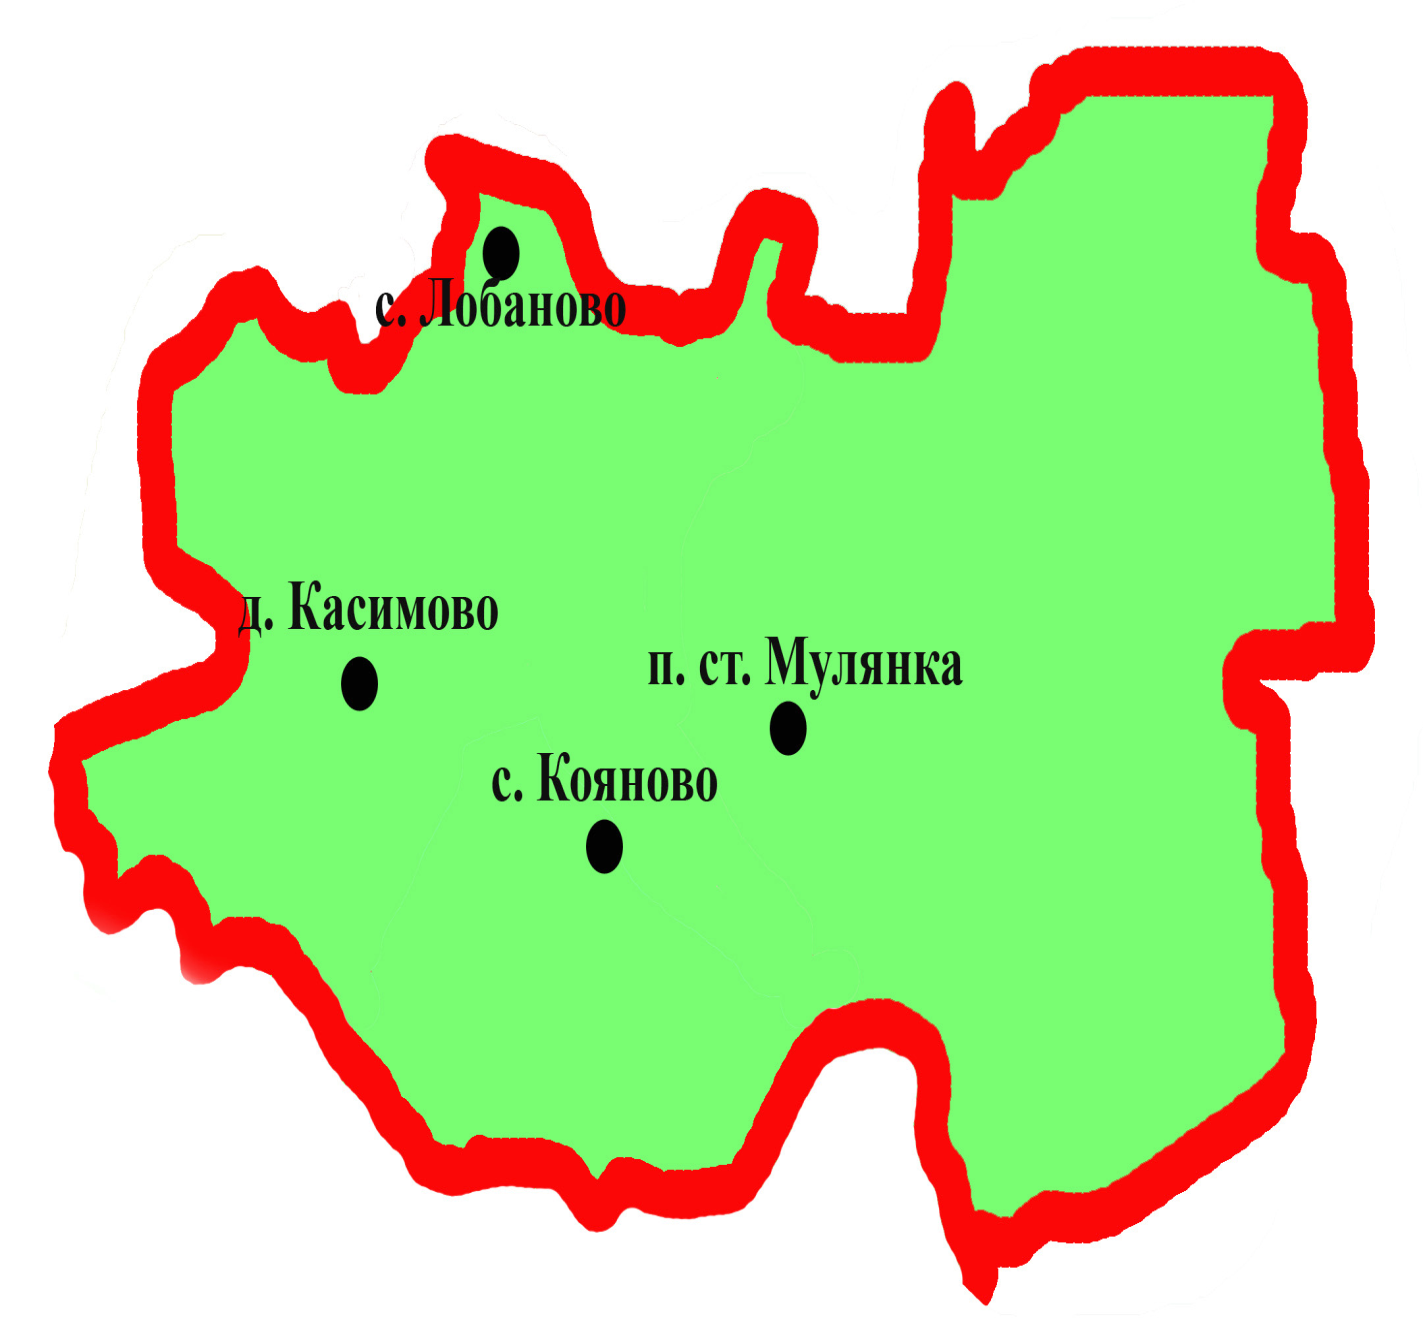 с. Лобаново
д. Касимово
п. ст. Мулянка
с. Кояново